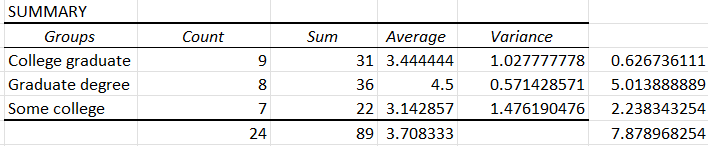 SUMMARY
Groups Count Sum Average Variance
College graduate 9 31 3.444444 1.027777778 0.626736111
Graduate degree 8 36 4.5 0.571428571 5.013888889
Some college 7 22 3.142857 1.476190476 2.238343254
24 89 3.708333 7.878968254